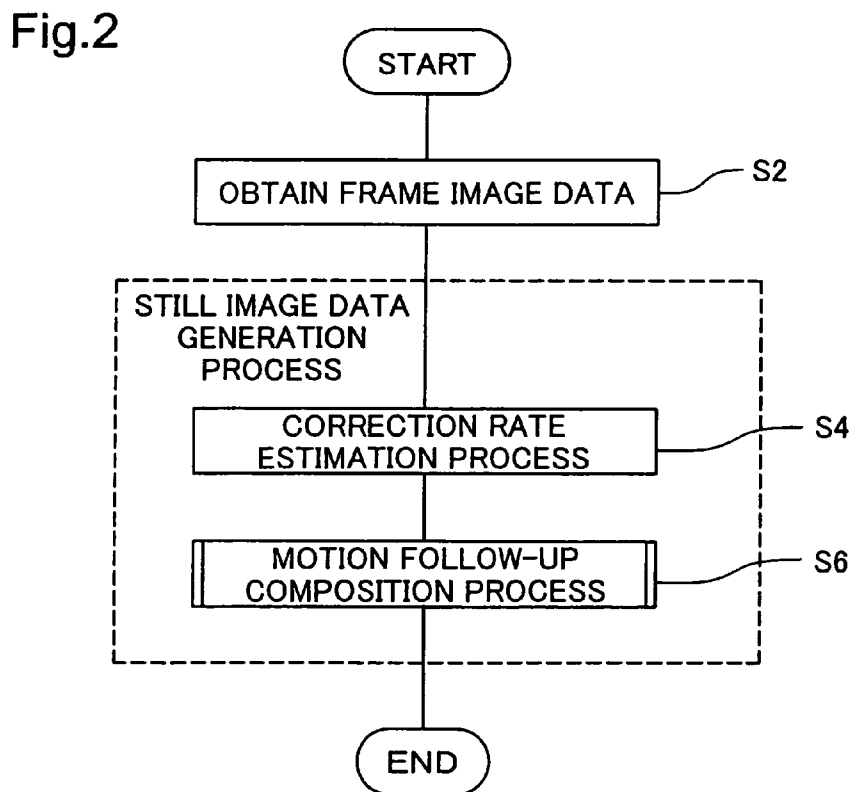 Fig.2
START
OBTAIN FRAME IMAGE DATA
S2
STILL IMAGE DATA
GENERATION
PROCESS
CORRECTION RATE
ESTIMATION PROCESS
S4
MOTION FOLLOW-UP
COMPOSITION PROCESS
S6
END